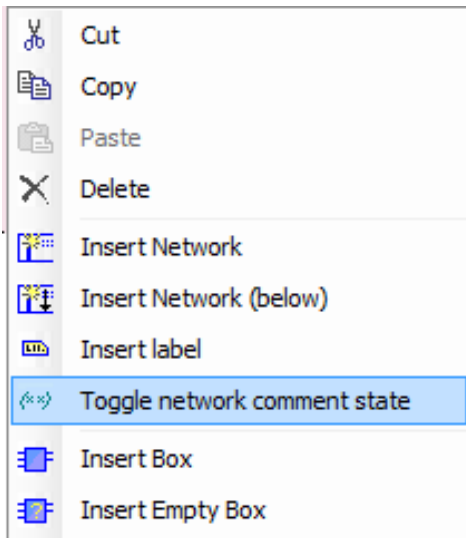 Cut
Copy
Paste
Delete
Insert Network
Insert Network (below)
Insert label
Toggle network comment state
Insert Box
Insert Empty Box